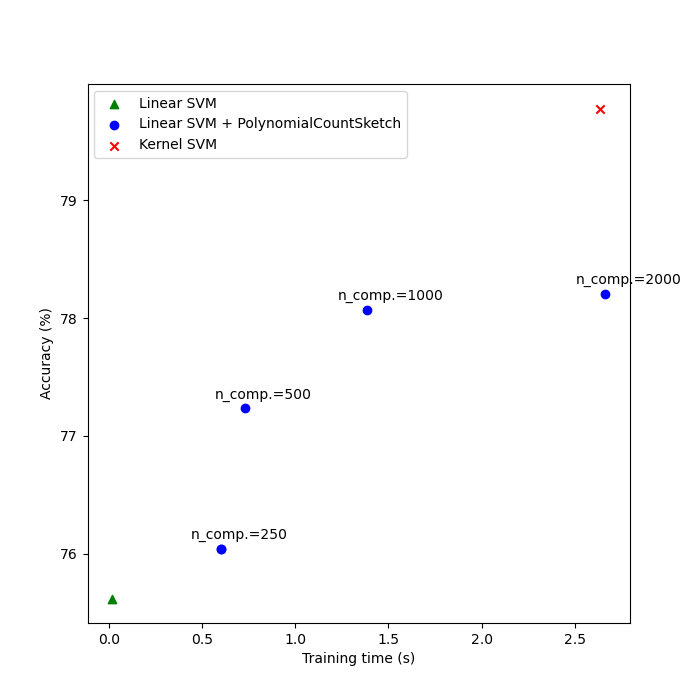 Linear SVM
Linear SVM + PolynomialCountSketch
Kernel SVM
79
78
77
76
Accuracy (%)
n_comp.=2000
n_comp.=1000
n_comp.=500
n_comp.=250
0.0 0.5 1.0 1.5 2.0 2.5
Training time (s)